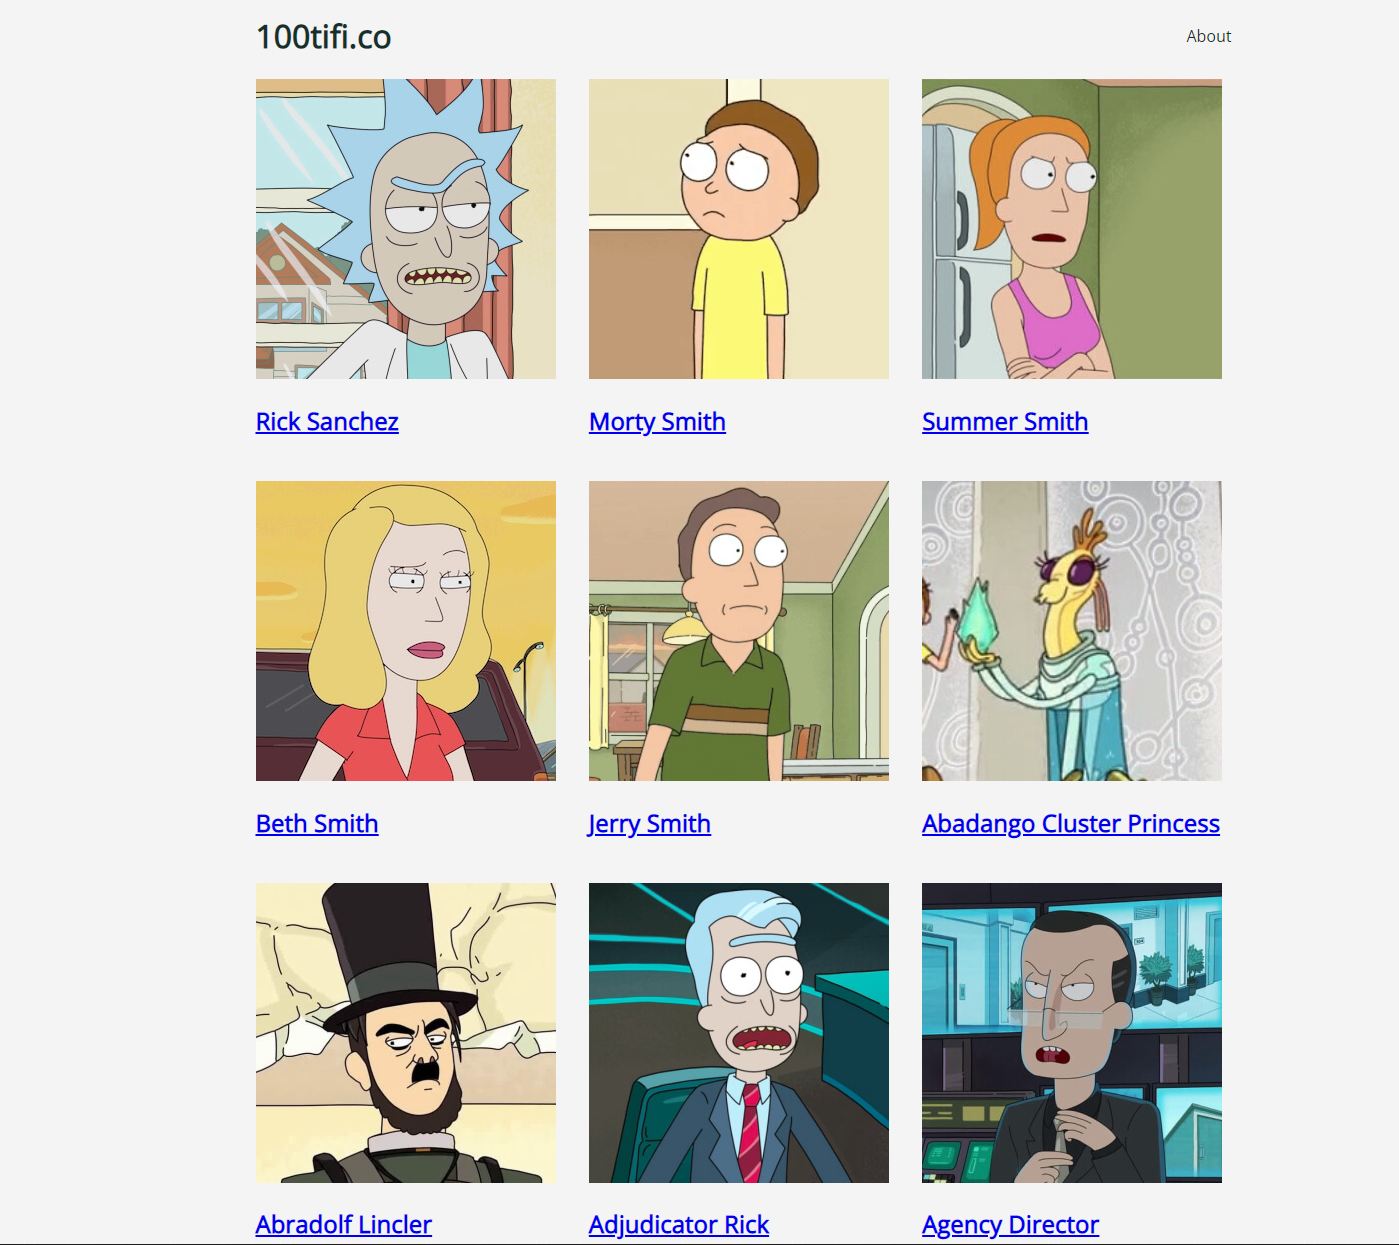 100tifi.co
About
Rick Sanchez
Morty Smith
Summer Smith
Beth Smith
Jerry Smith
Abadango Cluster Princess
Abradolf Lincler
Adjudicator Rick
Agency Director